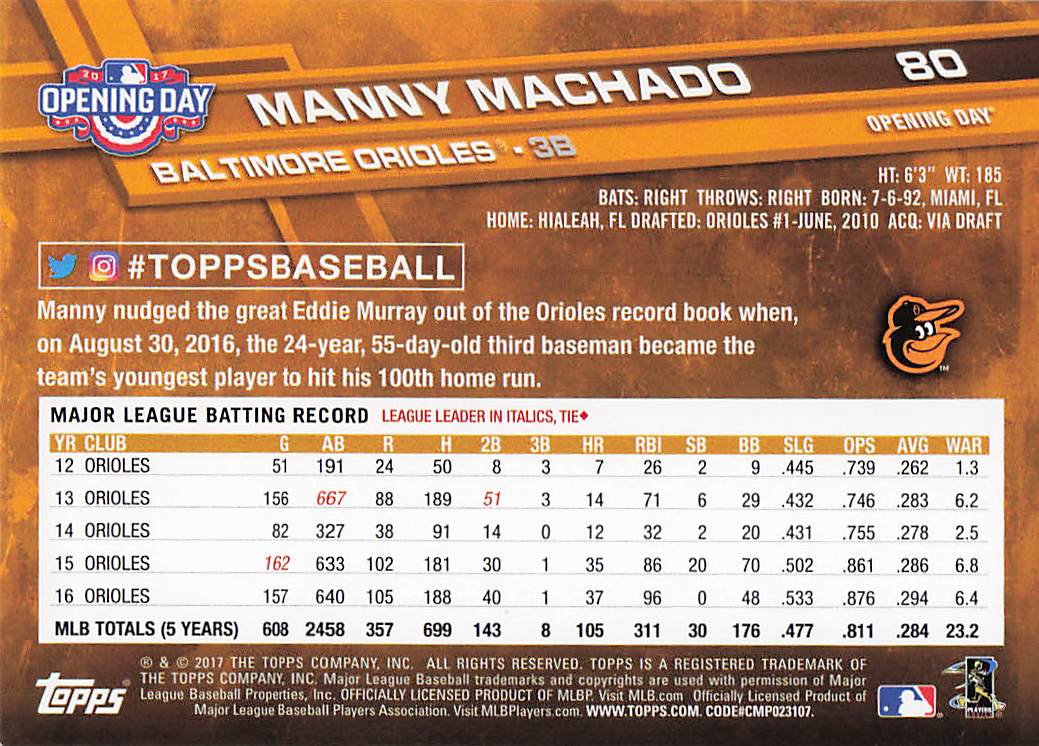 2017
OPENING DAY
MANNY MACHADO
80
OPENING DAY®
BALTIMORE ORIOLES® • 3B
HT: 6'3" WT: 185
BATS: RIGHT THROWS: RIGHT BORN: 7-6-92, MIAMI, FL
HOME: HIALEAH, FL DRAFTED: ORIOLES #1-JUNE, 2010 ACQ: VIA DRAFT
#TOPPSBASEBALL
Manny nudged the great Eddie Murray out of the Orioles record book when,
on August 30, 2016, the 24-year, 55-day-old third baseman became the
team's youngest player to hit his 100th home run.
TM
MAJOR LEAGUE BATTING RECORD LEAGUE LEADER IN ITALICS, TIE◆
YR CLUB G AB R H 2B 3B HR RBI SB BB SLG OPS AVG WAR
12 ORIOLES 51 191 24 50 8 3 7 26 2 9 .445 .739 .262 1.3
13 ORIOLES 156 667 88 189 51 3 14 71 6 29 .432 .746 .283 6.2
14 ORIOLES 82 327 38 91 14 0 12 32 2 20 .431 .755 .278 2.5
15 ORIOLES 162 633 102 181 30 1 35 86 20 70 .502 .861 .286 6.8
16 ORIOLES 157 640 105 188 40 1 37 96 0 48 .533 .876 .294 6.4
MLB TOTALS (5 YEARS) 608 2458 357 699 143 8 105 311 30 176 .477 .811 .284 23.2
topps®
® & © 2017 THE TOPPS COMPANY, INC. ALL RIGHTS RESERVED. TOPPS IS A REGISTERED TRADEMARK OF
THE TOPPS COMPANY, INC. Major League Baseball trademarks and copyrights are used with permission of Major
League Baseball Properties, Inc. OFFICIALLY LICENSED PRODUCT OF MLBP. Visit MLB.com Officially Licensed Product of
Major League Baseball Players Association. Visit MLBPlayers.com. WWW.TOPPS.COM. CODE#CMP023107.